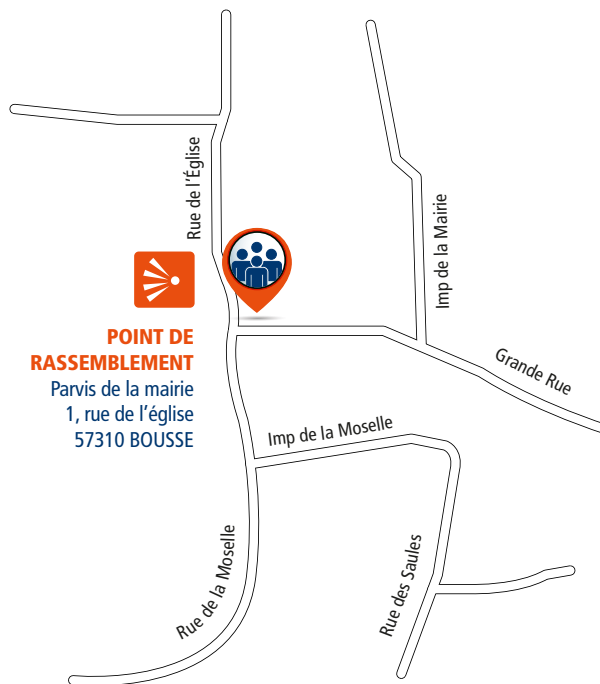 Rue de l'Église
Imp de la Mairie
POINT DE
RASSEMBLEMENT
Parvis de la mairie
1, rue de l'église
57310 BOUSSE
Grande Rue
Imp de la Moselle
Rue de la Moselle
Rue des Saules